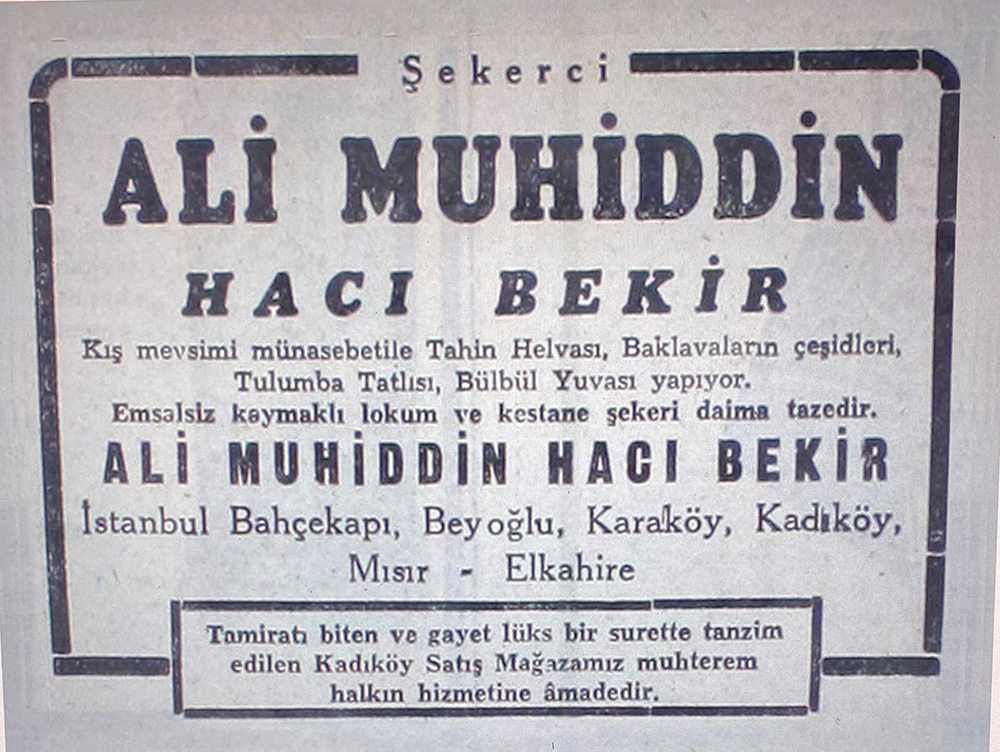 Şekerci
ALİ MUHİDDİN
HACI BEKİR
Kış mevsimi münasebetile Tahin Helvası, Baklavaların çeşidleri,
Tulumba Tatlısı, Bülbül Yuvası yapıyor.
Emsalsiz kaymaklı lokum ve kestane şekeri daima tazedir.
ALİ MUHİDDİN HACI BEKİR
İstanbul Bahçekapı, Beyoğlu, Karaköy, Kadıköy,
Mısır - Elkahire
Tamiratı biten ve gayet lüks bir surette tanzim
edilen Kadıköy Satış Mağazamız muhterem
halkın hizmetine âmadedir.